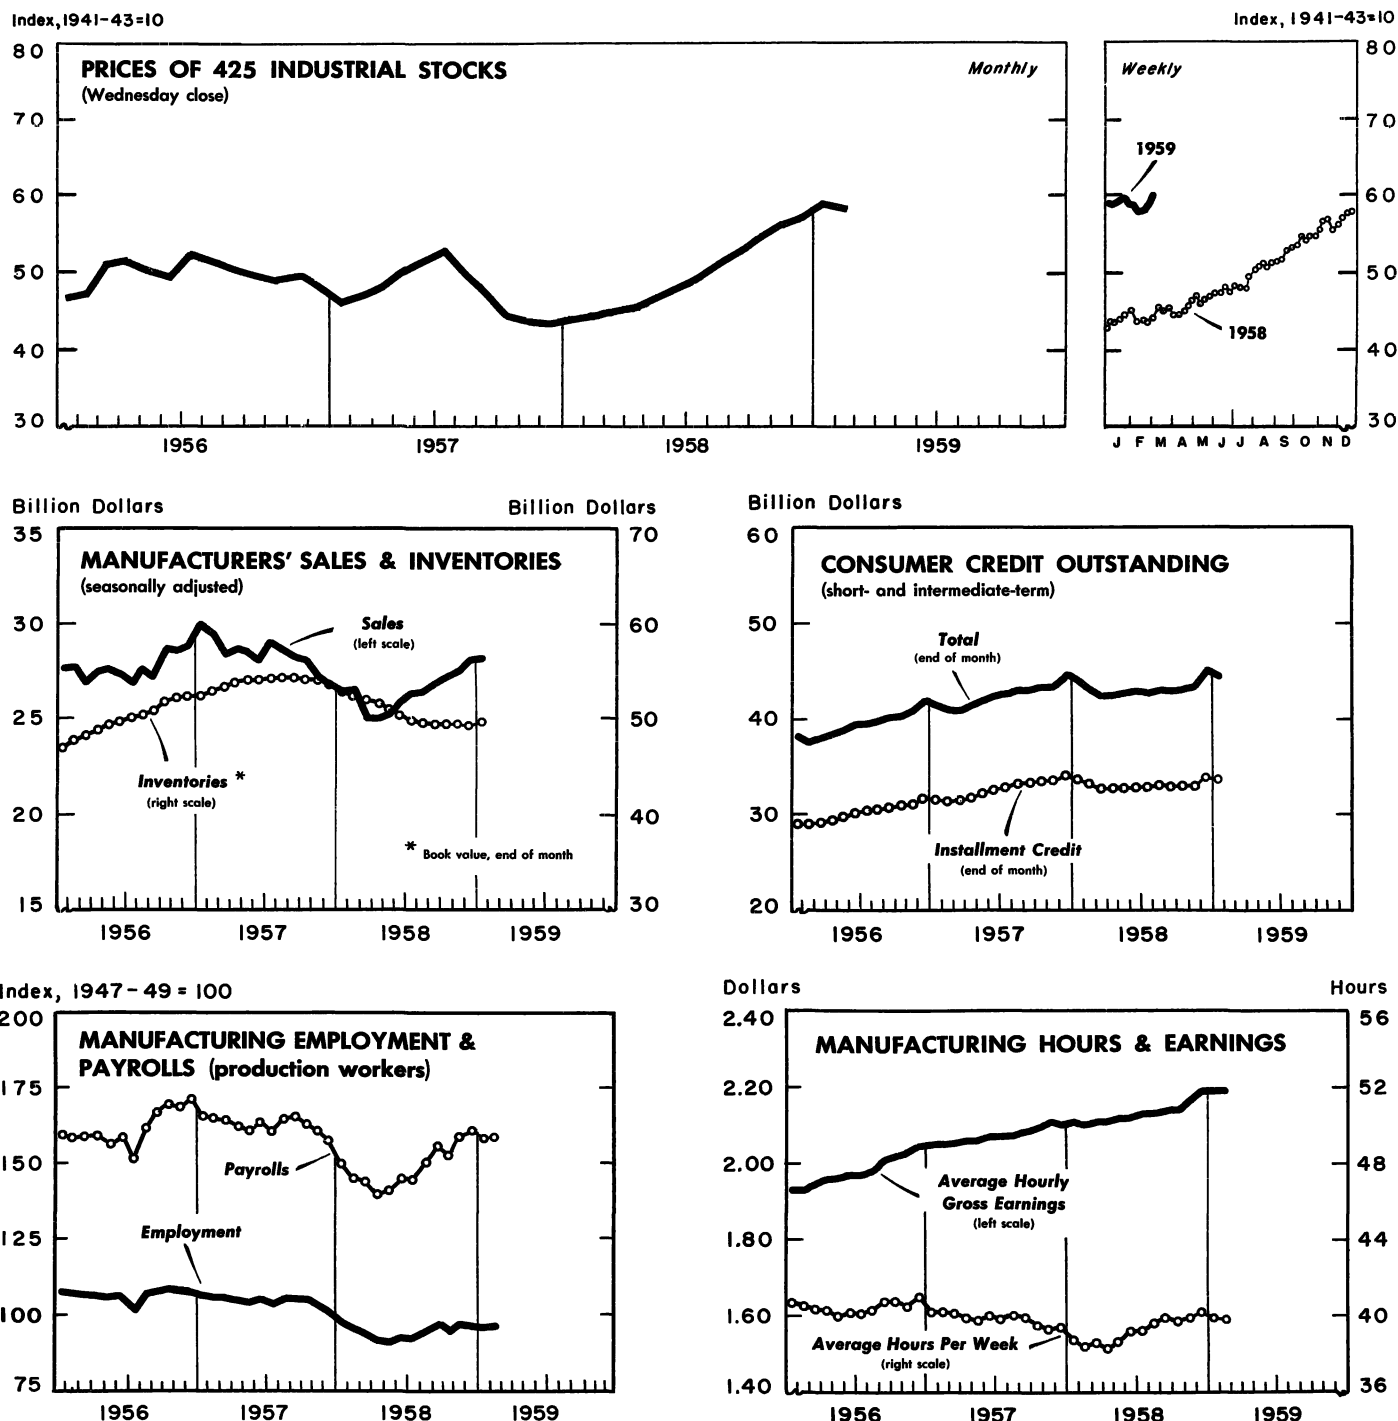 Index, 1941-43=10
Index, 1941-43=10
80
PRICES OF 425 INDUSTRIAL STOCKS
Monthly
Weekly
80
(Wednesday close)
70
70
1959
60
60
50
50
1958
40
40
30
30
1956
1957
1958
1959
J F M A M J J A S O N D
Billion Dollars
Billion Dollars
35
70
MANUFACTURERS' SALES & INVENTORIES
(seasonally adjusted)
30
Sales
60
(left scale)
25
50
Inventories *
(right scale)
20
40
* Book value, end of month
15
30
1956
1957
1958
1959
Billion Dollars
60
CONSUMER CREDIT OUTSTANDING
(short- and intermediate-term)
50
Total
(end of month)
40
30
Installment Credit
(end of month)
20
1956
1957
1958
1959
Index, 1947-49 = 100
200
MANUFACTURING EMPLOYMENT &
PAYROLLS (production workers)
175
150
Payrolls
125
Employment
100
75
1956
1957
1958
1959
Dollars
Hours
2.40
56
MANUFACTURING HOURS & EARNINGS
2.20
52
2.00
48
Average Hourly
Gross Earnings
(left scale)
1.80
44
1.60
40
Average Hours Per Week
(right scale)
1.40
36
1956
1957
1958
1959